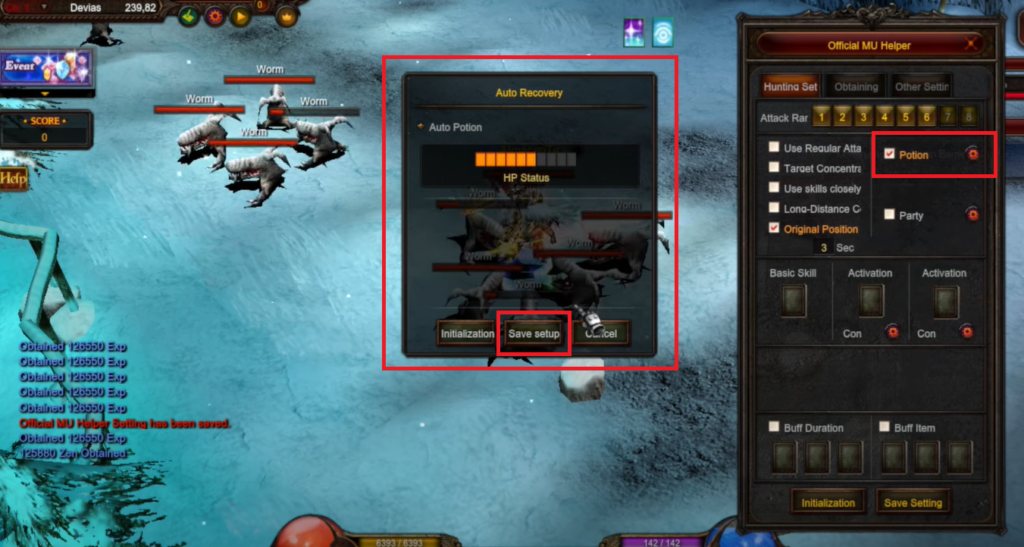 Devias
239,82
0
Event
SCORE
0
Help
Worm
Worm
Worm
Worm
Auto Recovery
Auto Potion
HP Status
Worm
Worm
Worm
Worm
Worm
Initialization
Save setup
Cancel
Obtained 126550 Exp
Obtained 126550 Exp
Obtained 126550 Exp
Obtained 126550 Exp
Obtained 126550 Exp
Official MU Helper Setting has been saved.
Obtained 126550 Exp
125880 Zen Obtained
6393 / 6393
142 / 142
Official MU Helper
Hunting Set
Obtaining
Other Settin
Attack Ran
1 2 3 4 5 6 7 8
Use Regular Atta
Potion
Target Concentra
Use skills closely
Long-Distance C
Party
Original Position
3 Sec
Basic Skill
Activation
Activation
Con
Con
Buff Duration
Buff Item
Initialization
Save Setting